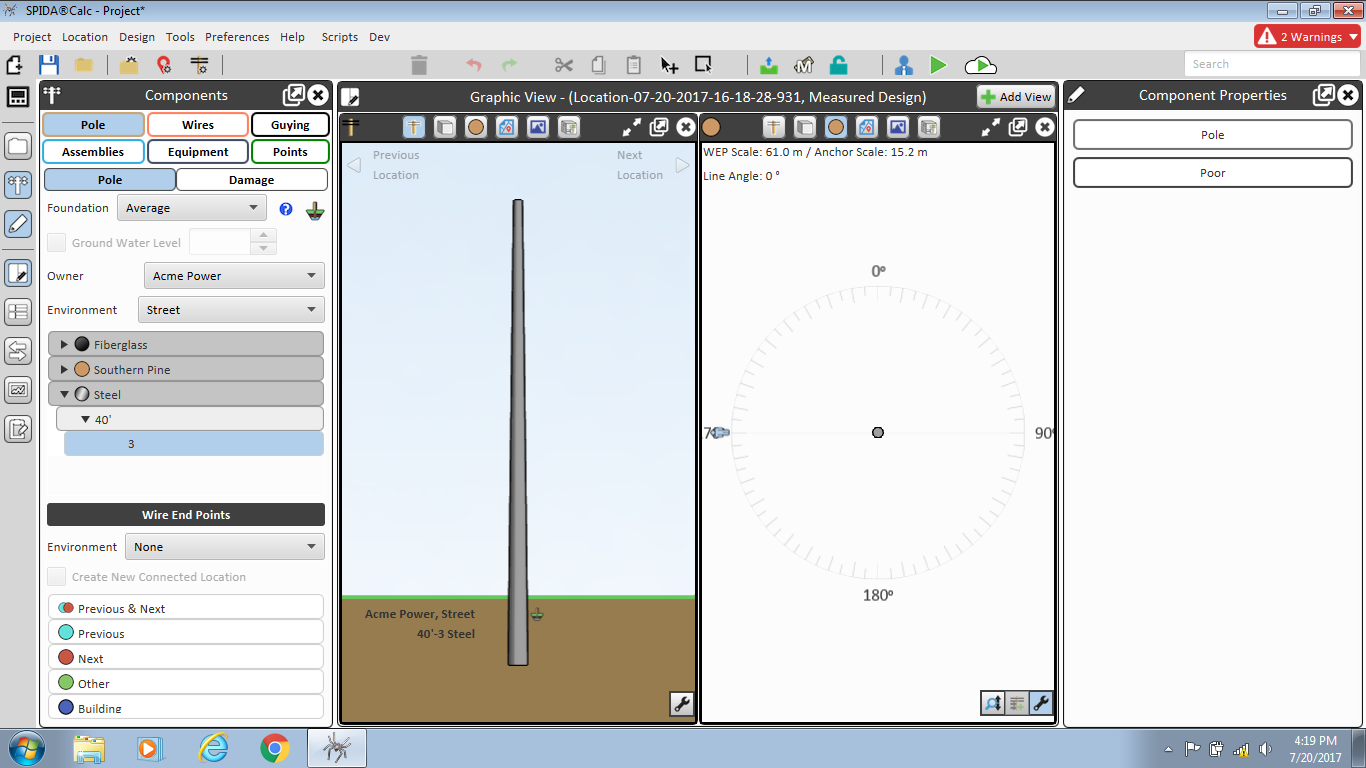 SPIDA®Calc - Project*
Project Location Design Tools Preferences Help Scripts Dev
2 Warnings
Search
Components
Pole Wires Guying
Assemblies Equipment Points
Pole Damage
Foundation Average
Ground Water Level
Owner Acme Power
Environment Street
Fiberglass
Southern Pine
Steel
40'
3
Wire End Points
Environment None
Create New Connected Location
Previous & Next
Previous
Next
Other
Building
Graphic View - (Location-07-20-2017-16-18-28-931, Measured Design)
Add View
Previous
Location
Next
Location
Acme Power, Street
40'-3 Steel
WEP Scale: 61.0 m / Anchor Scale: 15.2 m
Line Angle: 0 °
0º
90º
180º
Component Properties
Pole
Poor
4:19 PM
7/20/2017